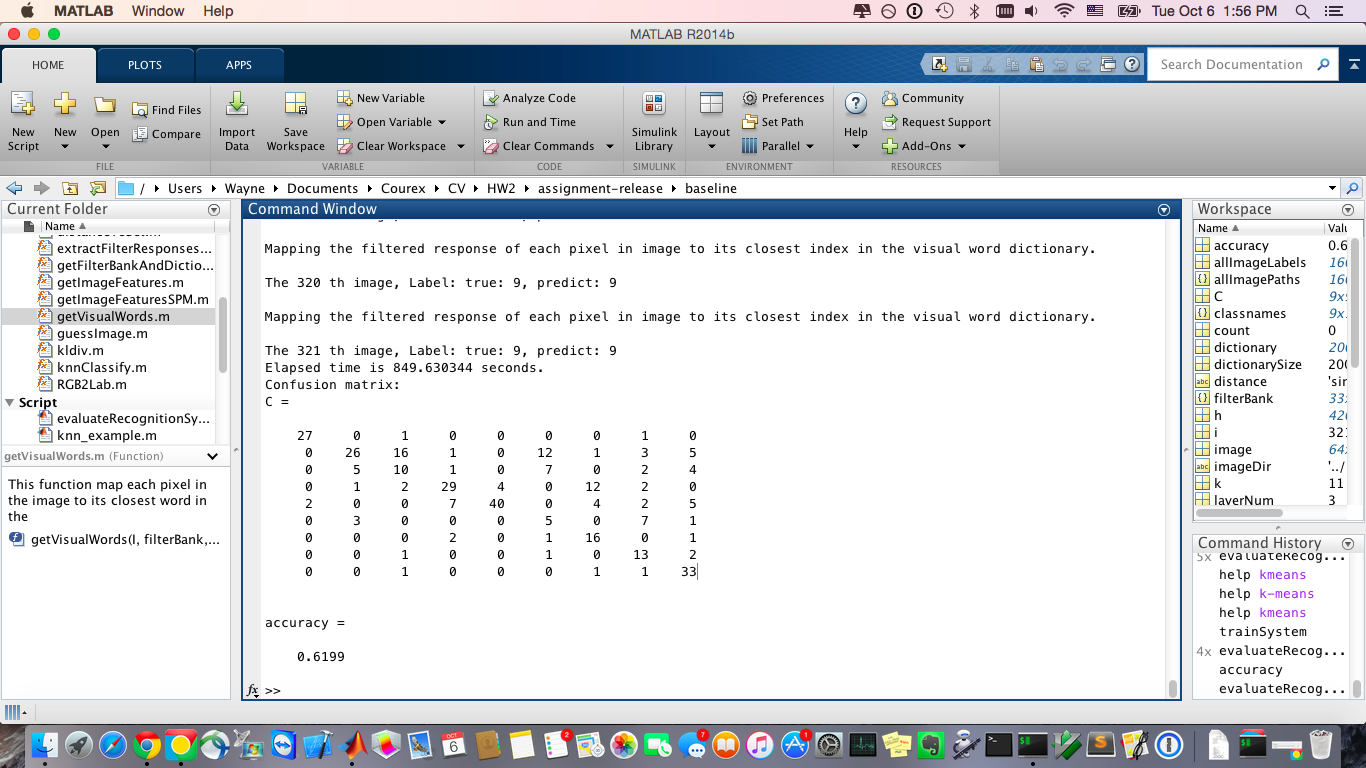 MATLAB Window Help Tue Oct 6 1:56 PM
MATLAB R2014b
HOME PLOTS APPS Search Documentation
New Script
New
Open
Find Files
Compare
FILE
Import Data
Save Workspace
New Variable
Open Variable
Clear Workspace
VARIABLE
Analyze Code
Run and Time
Clear Commands
CODE
Simulink Library
SIMULINK
Layout
Preferences
Set Path
Parallel
ENVIRONMENT
Help
Community
Request Support
Add-Ons
RESOURCES
/ Users Wayne Documents Courex CV HW2 assignment-release baseline
Current Folder
Name
extractFilterResponses...
getFilterBankAndDictio...
getImageFeatures.m
getImageFeaturesSPM.m
getVisualWords.m
guessImage.m
kldiv.m
knnClassify.m
RGB2Lab.m
Script
evaluateRecognitionSy...
knn_example.m
getVisualWords.m (Function)
This function map each pixel in
the image to its closest word in
the
getVisualWords(I, filterBank,...
Command Window
Mapping the filtered response of each pixel in image to its closest index in the visual word dictionary.
The 320 th image, Label: true: 9, predict: 9
Mapping the filtered response of each pixel in image to its closest index in the visual word dictionary.
The 321 th image, Label: true: 9, predict: 9
Elapsed time is 849.630344 seconds.
Confusion matrix:
C =
27 0 1 0 0 0 0 1 0
0 26 16 1 0 12 1 3 5
0 5 10 1 0 7 0 2 4
0 1 2 29 4 0 12 2 0
2 0 0 7 40 0 4 2 5
0 3 0 0 0 5 0 7 1
0 0 0 2 0 1 16 0 1
0 0 1 0 0 1 0 13 2
0 0 1 0 0 0 1 1 33
accuracy =
0.6199
fx >>
Workspace
Name Valu
accuracy 0.6
allImageLabels 160
allImagePaths 160
C 9x
classnames 9x
count 0
dictionary 200
dictionarySize 200
distance 'sin
filterBank 33x
h 420
i 321
image 64
imageDir '../
k 11
layerNum 3
Command History
5x evaluateRecog...
help kmeans
help k-means
help kmeans
trainSystem
4x evaluateRecog...
accuracy
evaluateRecog...
OCT
6
2
7
1